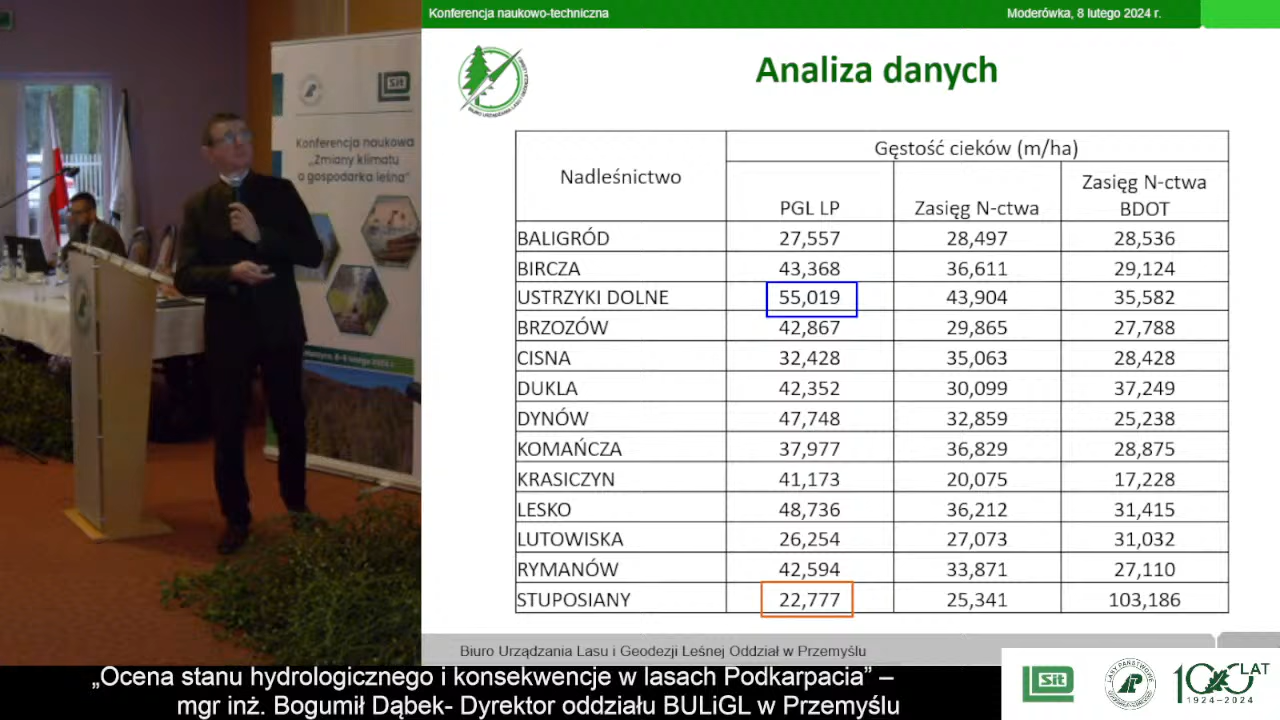 Konferencja naukowo-techniczna
Moderówka, 8 lutego 2024 r.
Analiza danych
Nadleśnictwo Gęstość cieków (m/ha)
PGL LP Zasięg N-ctwa Zasięg N-ctwa BDOT
BALIGRÓD 27,557 28,497 28,536
BIRCZA 43,368 36,611 29,124
USTRZYKI DOLNE 55,019 43,904 35,582
BRZOZÓW 42,867 29,865 27,788
CISNA 32,428 35,063 28,428
DUKLA 42,352 30,099 37,249
DYNÓW 47,748 32,859 25,238
KOMAŃCZA 37,977 36,829 28,875
KRASICZYN 41,173 20,075 17,228
LESKO 48,736 36,212 31,415
LUTOWISKA 26,254 27,073 31,032
RYMANÓW 42,594 33,871 27,110
STUPOSIANY 22,777 25,341 103,186
Biuro Urządzania Lasu i Geodezji Leśnej Oddział w Przemyślu
Sit
Konferencja naukowa
„Zmiany klimatu
a gospodarka leśna”
„Ocena stanu hydrologicznego i konsekwencje w lasach Podkarpacia” –
mgr inż. Bogumił Dąbek- Dyrektor oddziału BULiGL w Przemyślu
Sit
LASY PAŃSTWOWE
100 LAT
1924-2024